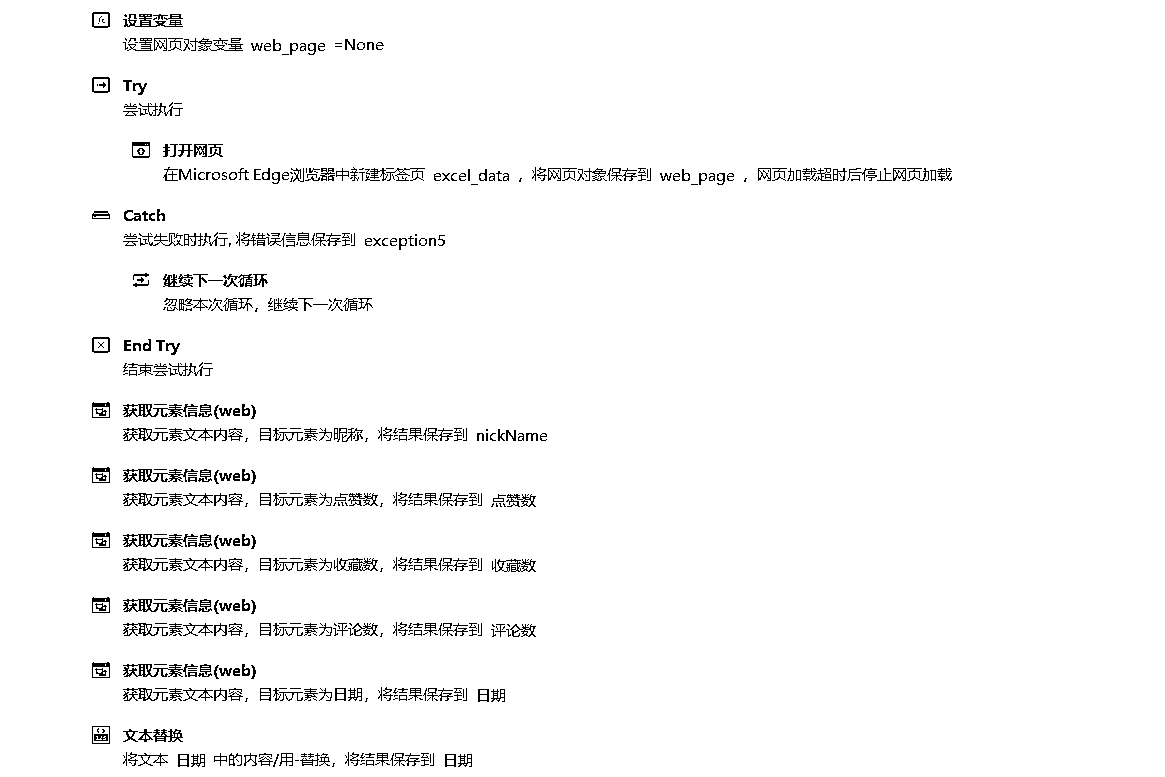 设置变量
设置网页对象变量 web_page =None
Try
尝试执行
打开网页
在Microsoft Edge浏览器中新建标签页 excel_data ，将网页对象保存到 web_page ，网页加载超时后停止网页加载
Catch
尝试失败时执行, 将错误信息保存到 exception5
继续下一次循环
忽略本次循环，继续下一次循环
End Try
结束尝试执行
获取元素信息(web)
获取元素文本内容，目标元素为昵称，将结果保存到 nickName
获取元素信息(web)
获取元素文本内容，目标元素为点赞数，将结果保存到 点赞数
获取元素信息(web)
获取元素文本内容，目标元素为收藏数，将结果保存到 收藏数
获取元素信息(web)
获取元素文本内容，目标元素为评论数，将结果保存到 评论数
获取元素信息(web)
获取元素文本内容，目标元素为日期，将结果保存到 日期
文本替换
将文本 日期 中的内容/用-替换，将结果保存到 日期